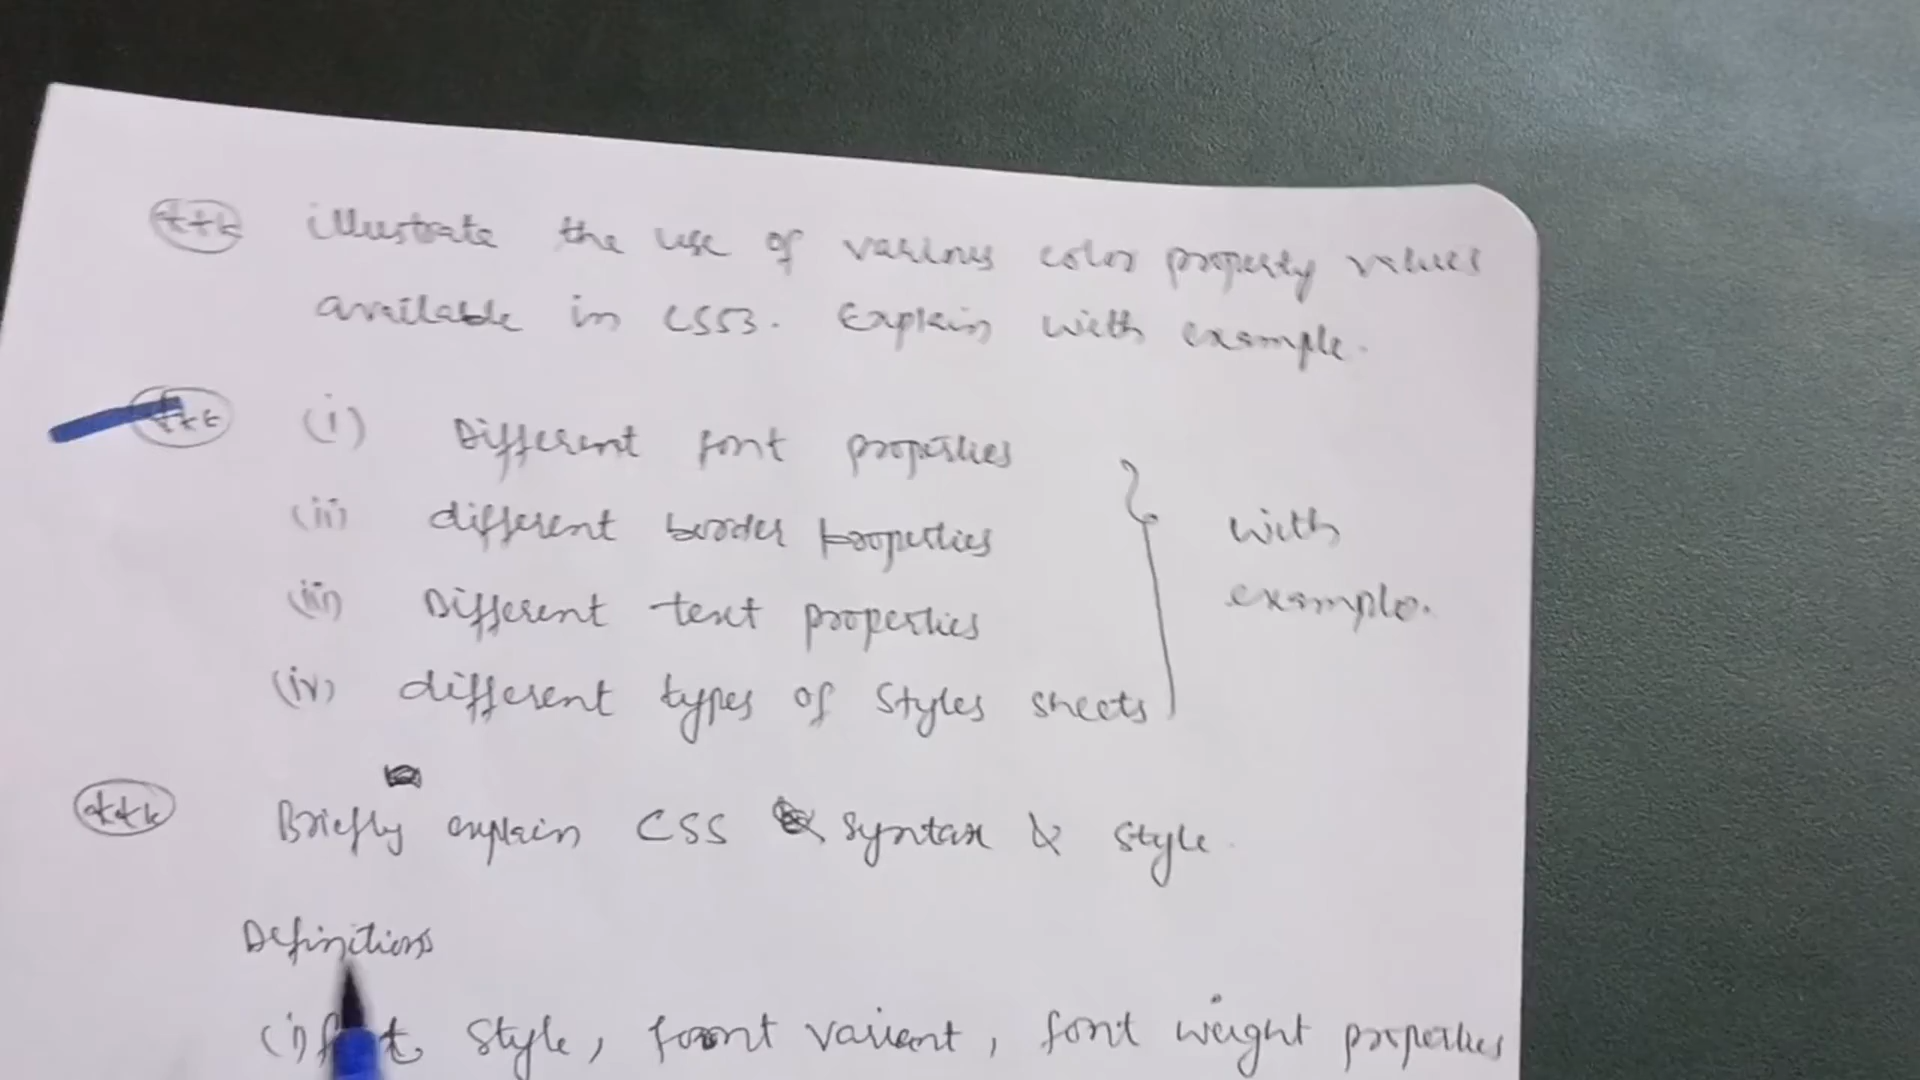 *** illustrate the use of various color property values
available in CSS3. Explain with example.
*** (i) Different font properties
(ii) different border properties
with
(iii) Different text properties
example.
(iv) different types of Styles sheets
*** Briefly explain CSS syntax & style.
Definitions
(i) style, font varient, font weight properties